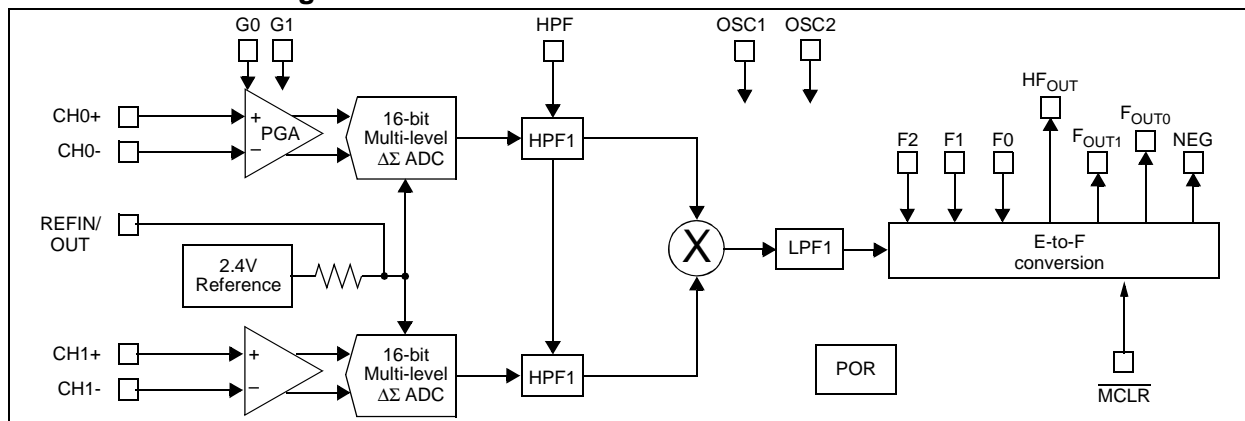 G0 G1
HPF
OSC1 OSC2
CH0+
CH0-
+
–
PGA
16-bit
Multi-level
ΔΣ ADC
HPF1
HFOUT
FOUT0
F2 F1 F0
FOUT1
NEG
REFIN/
OUT
2.4V
Reference
X
LPF1
E-to-F
conversion
CH1+
CH1-
+
–
16-bit
Multi-level
ΔΣ ADC
HPF1
POR
MCLR